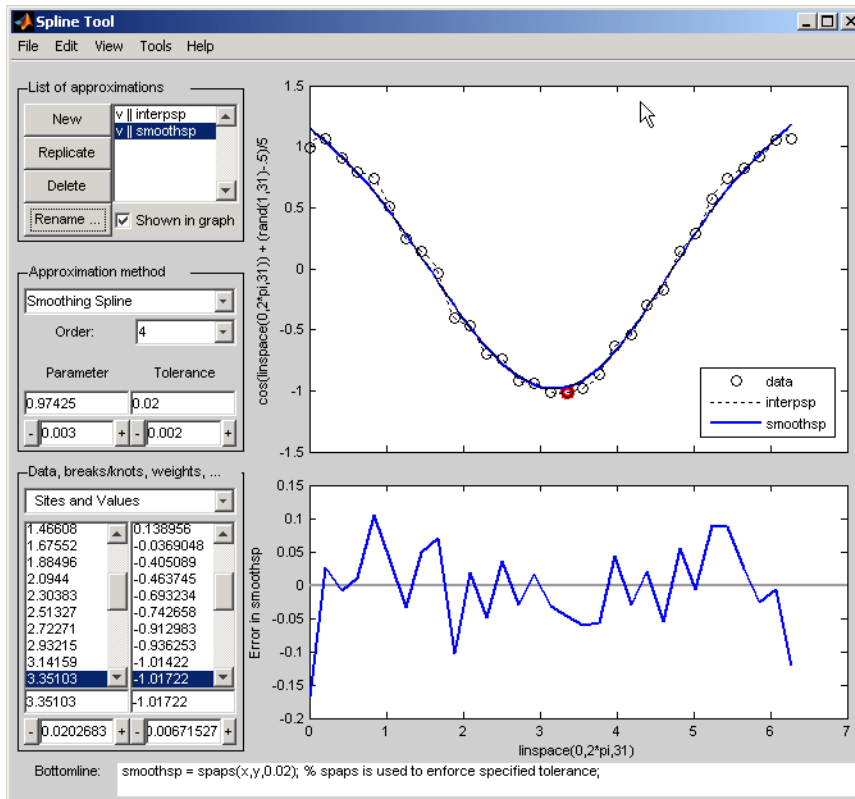 Spline Tool
File Edit View Tools Help
List of approximations
New
Replicate
Delete
Rename ...
v || interpsp
v || smoothsp
Shown in graph
Approximation method
Smoothing Spline
Order: 4
Parameter Tolerance
0.97425 0.02
- 0.003 + - 0.002 +
Data, breaks/knots, weights, ...
Sites and Values
1.46608 0.138956
1.67552 -0.0369048
1.88496 -0.405089
2.0944 -0.463745
2.30383 -0.693234
2.51327 -0.742658
2.72271 -0.912983
2.93215 -0.936253
3.14159 -1.01422
3.35103 -1.01722
3.35103 -1.01722
- 0.0202683 + - 0.00671527 +
cos(linspace(0,2*pi,31)) + (rand(1,31)-.5)/5
1.5
1
0.5
0
-0.5
-1
-1.5
data
interpsp
smoothsp
Error in smoothsp
0.15
0.1
0.05
0
-0.05
-0.1
-0.15
-0.2
0 1 2 3 4 5 6 7
linspace(0,2*pi,31)
Bottomline: smoothsp = spaps(x,y,0.02); % spaps is used to enforce specified tolerance;